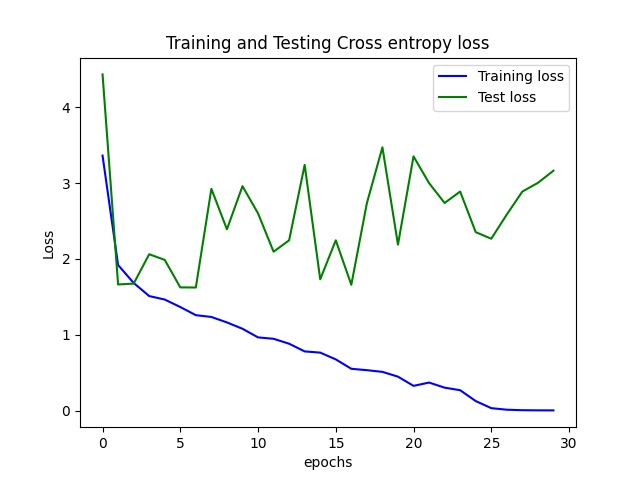 Training and Testing Cross entropy loss
Training loss
Test loss
Loss
4
3
2
1
0
0 5 10 15 20 25 30
epochs